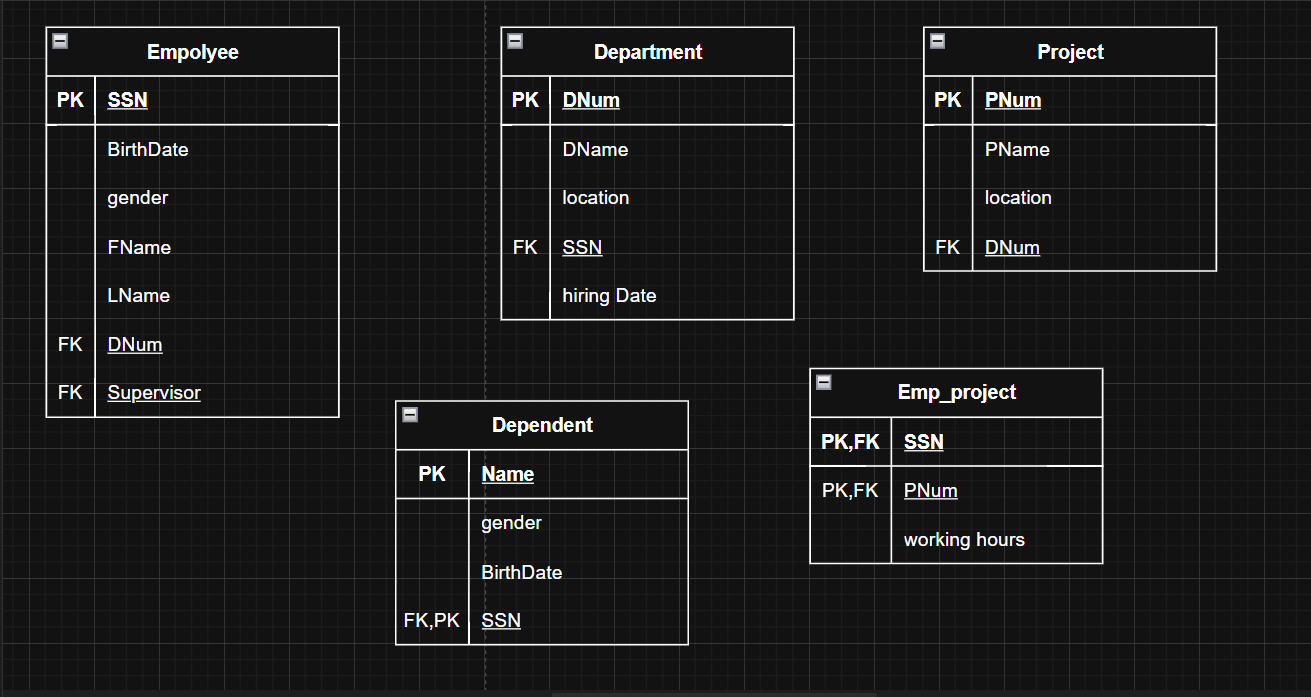 Empolyee
PK SSN
BirthDate
gender
FName
LName
FK DNum
FK Supervisor
Department
PK DNum
DName
location
FK SSN
hiring Date
Project
PK PNum
PName
location
FK DNum
Dependent
PK Name
gender
BirthDate
FK,PK SSN
Emp_project
PK,FK SSN
PK,FK PNum
working hours